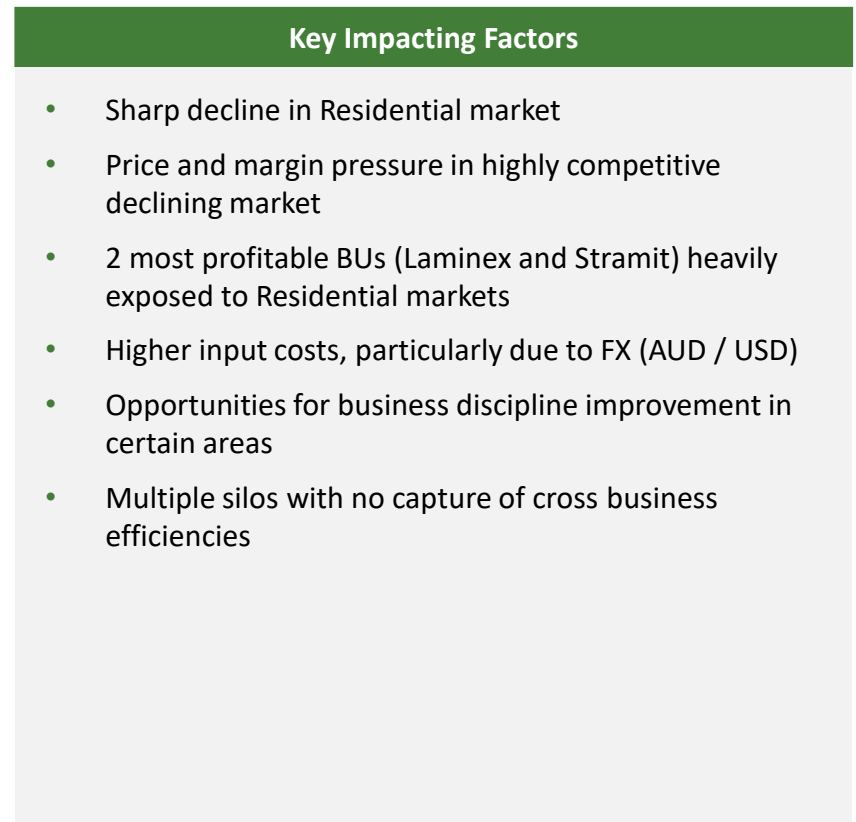 Key Impacting Factors
• Sharp decline in Residential market
• Price and margin pressure in highly competitive
declining market
• 2 most profitable BUs (Laminex and Stramit) heavily
exposed to Residential markets
• Higher input costs, particularly due to FX (AUD / USD)
• Opportunities for business discipline improvement in
certain areas
• Multiple silos with no capture of cross business
efficiencies